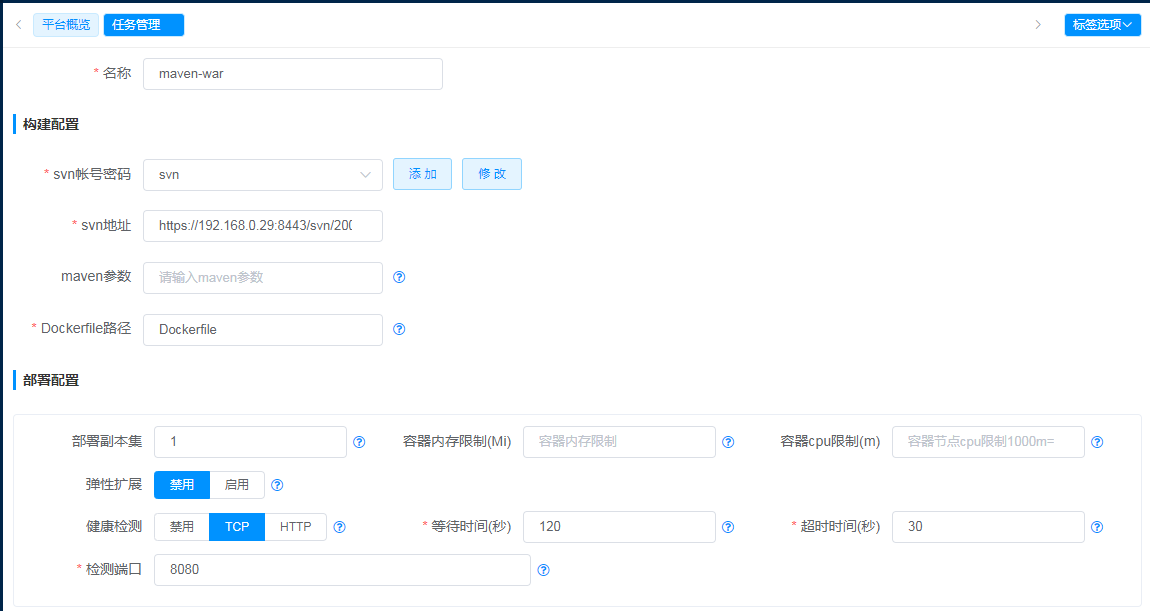 平台概览 任务管理 标签选项
* 名称 maven-war
构建配置
* svn帐号密码 svn 添 加 修 改
* svn地址 https://192.168.0.29:8443/svn/200
maven参数 请输入maven参数
* Dockerfile路径 Dockerfile
部署配置
部署副本集 1 容器内存限制(Mi) 容器内存限制 容器cpu限制(m) 容器节点cpu限制1000m=
弹性扩展 禁用 启用
健康检测 禁用 TCP HTTP * 等待时间(秒) 120 * 超时时间(秒) 30
* 检测端口 8080